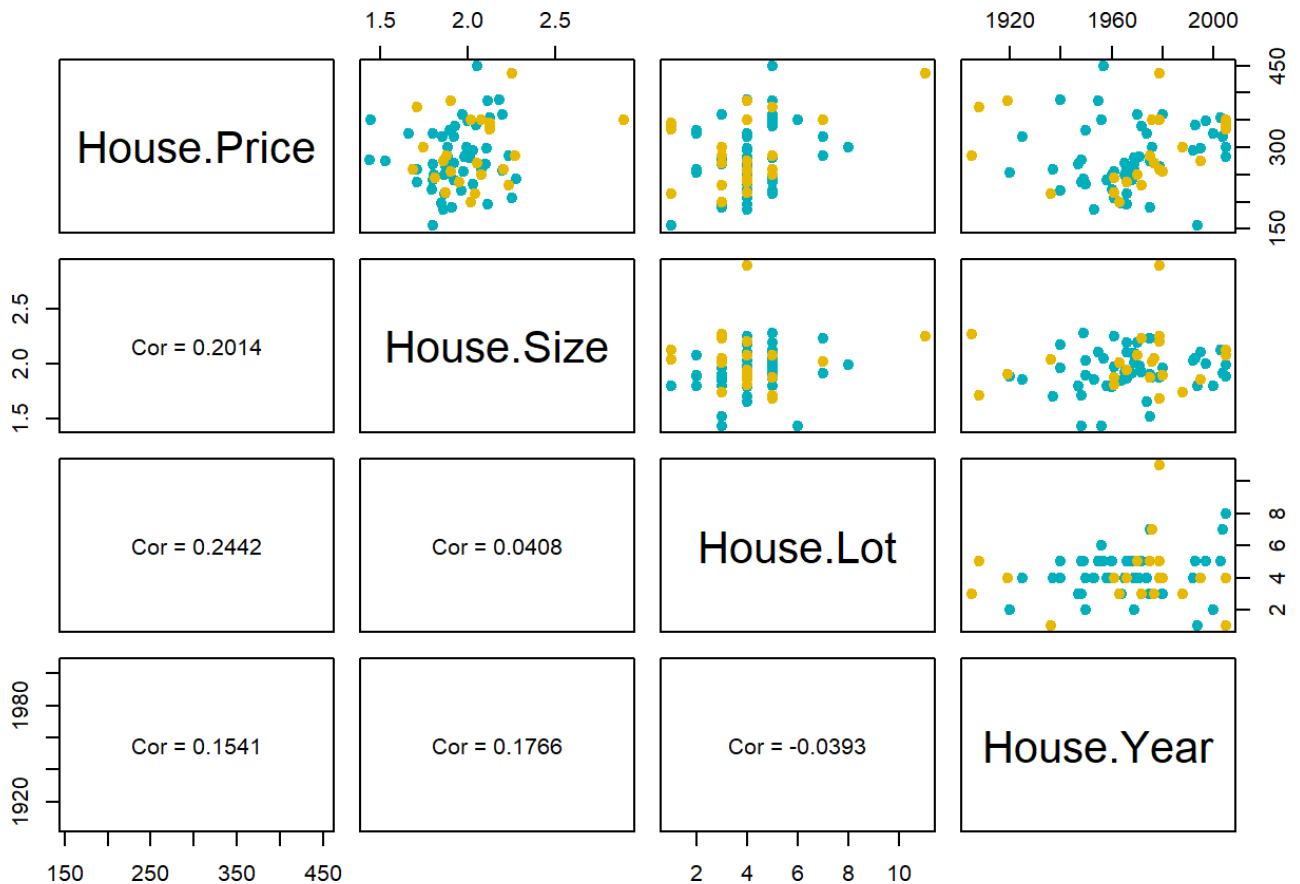 1.5 2.0 2.5 1920 1960 2000
House.Price
150 300 450
1.5 2.0 2.5
Cor = 0.2014
House.Size
Cor = 0.2442
Cor = 0.0408
House.Lot
2 4 6 8
1920 1980
Cor = 0.1541
Cor = 0.1766
Cor = -0.0393
House.Year
150 250 350 450 2 4 6 8 10